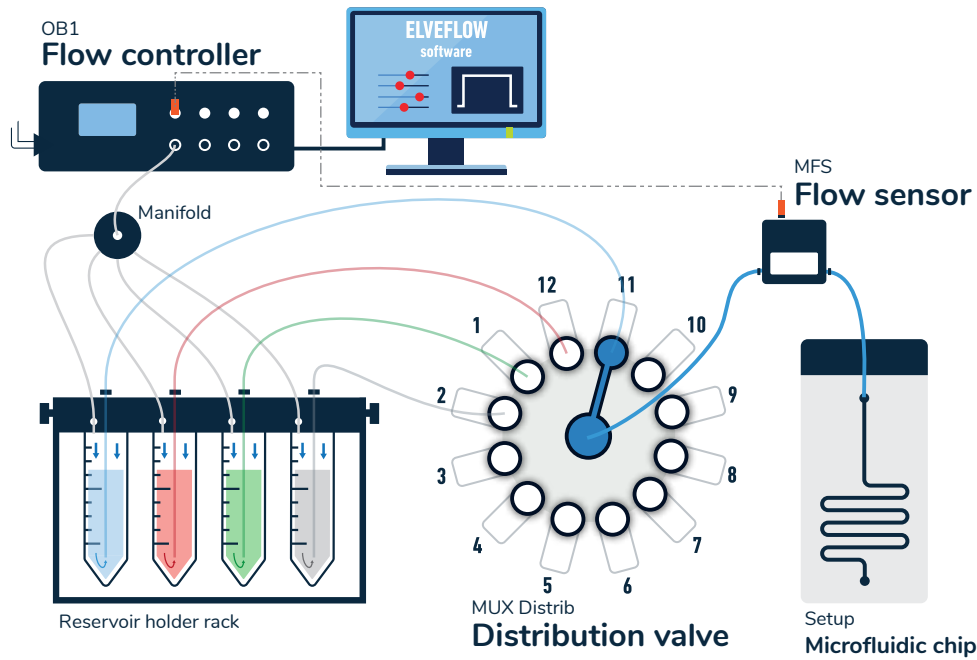 OB1
Flow controller
ELVEFLOW
software
MFS
Flow sensor
Manifold
12
11
1
10
2
9
3
8
4
7
5
6
MUX Distrib
Distribution valve
Reservoir holder rack
Setup
Microfluidic chip